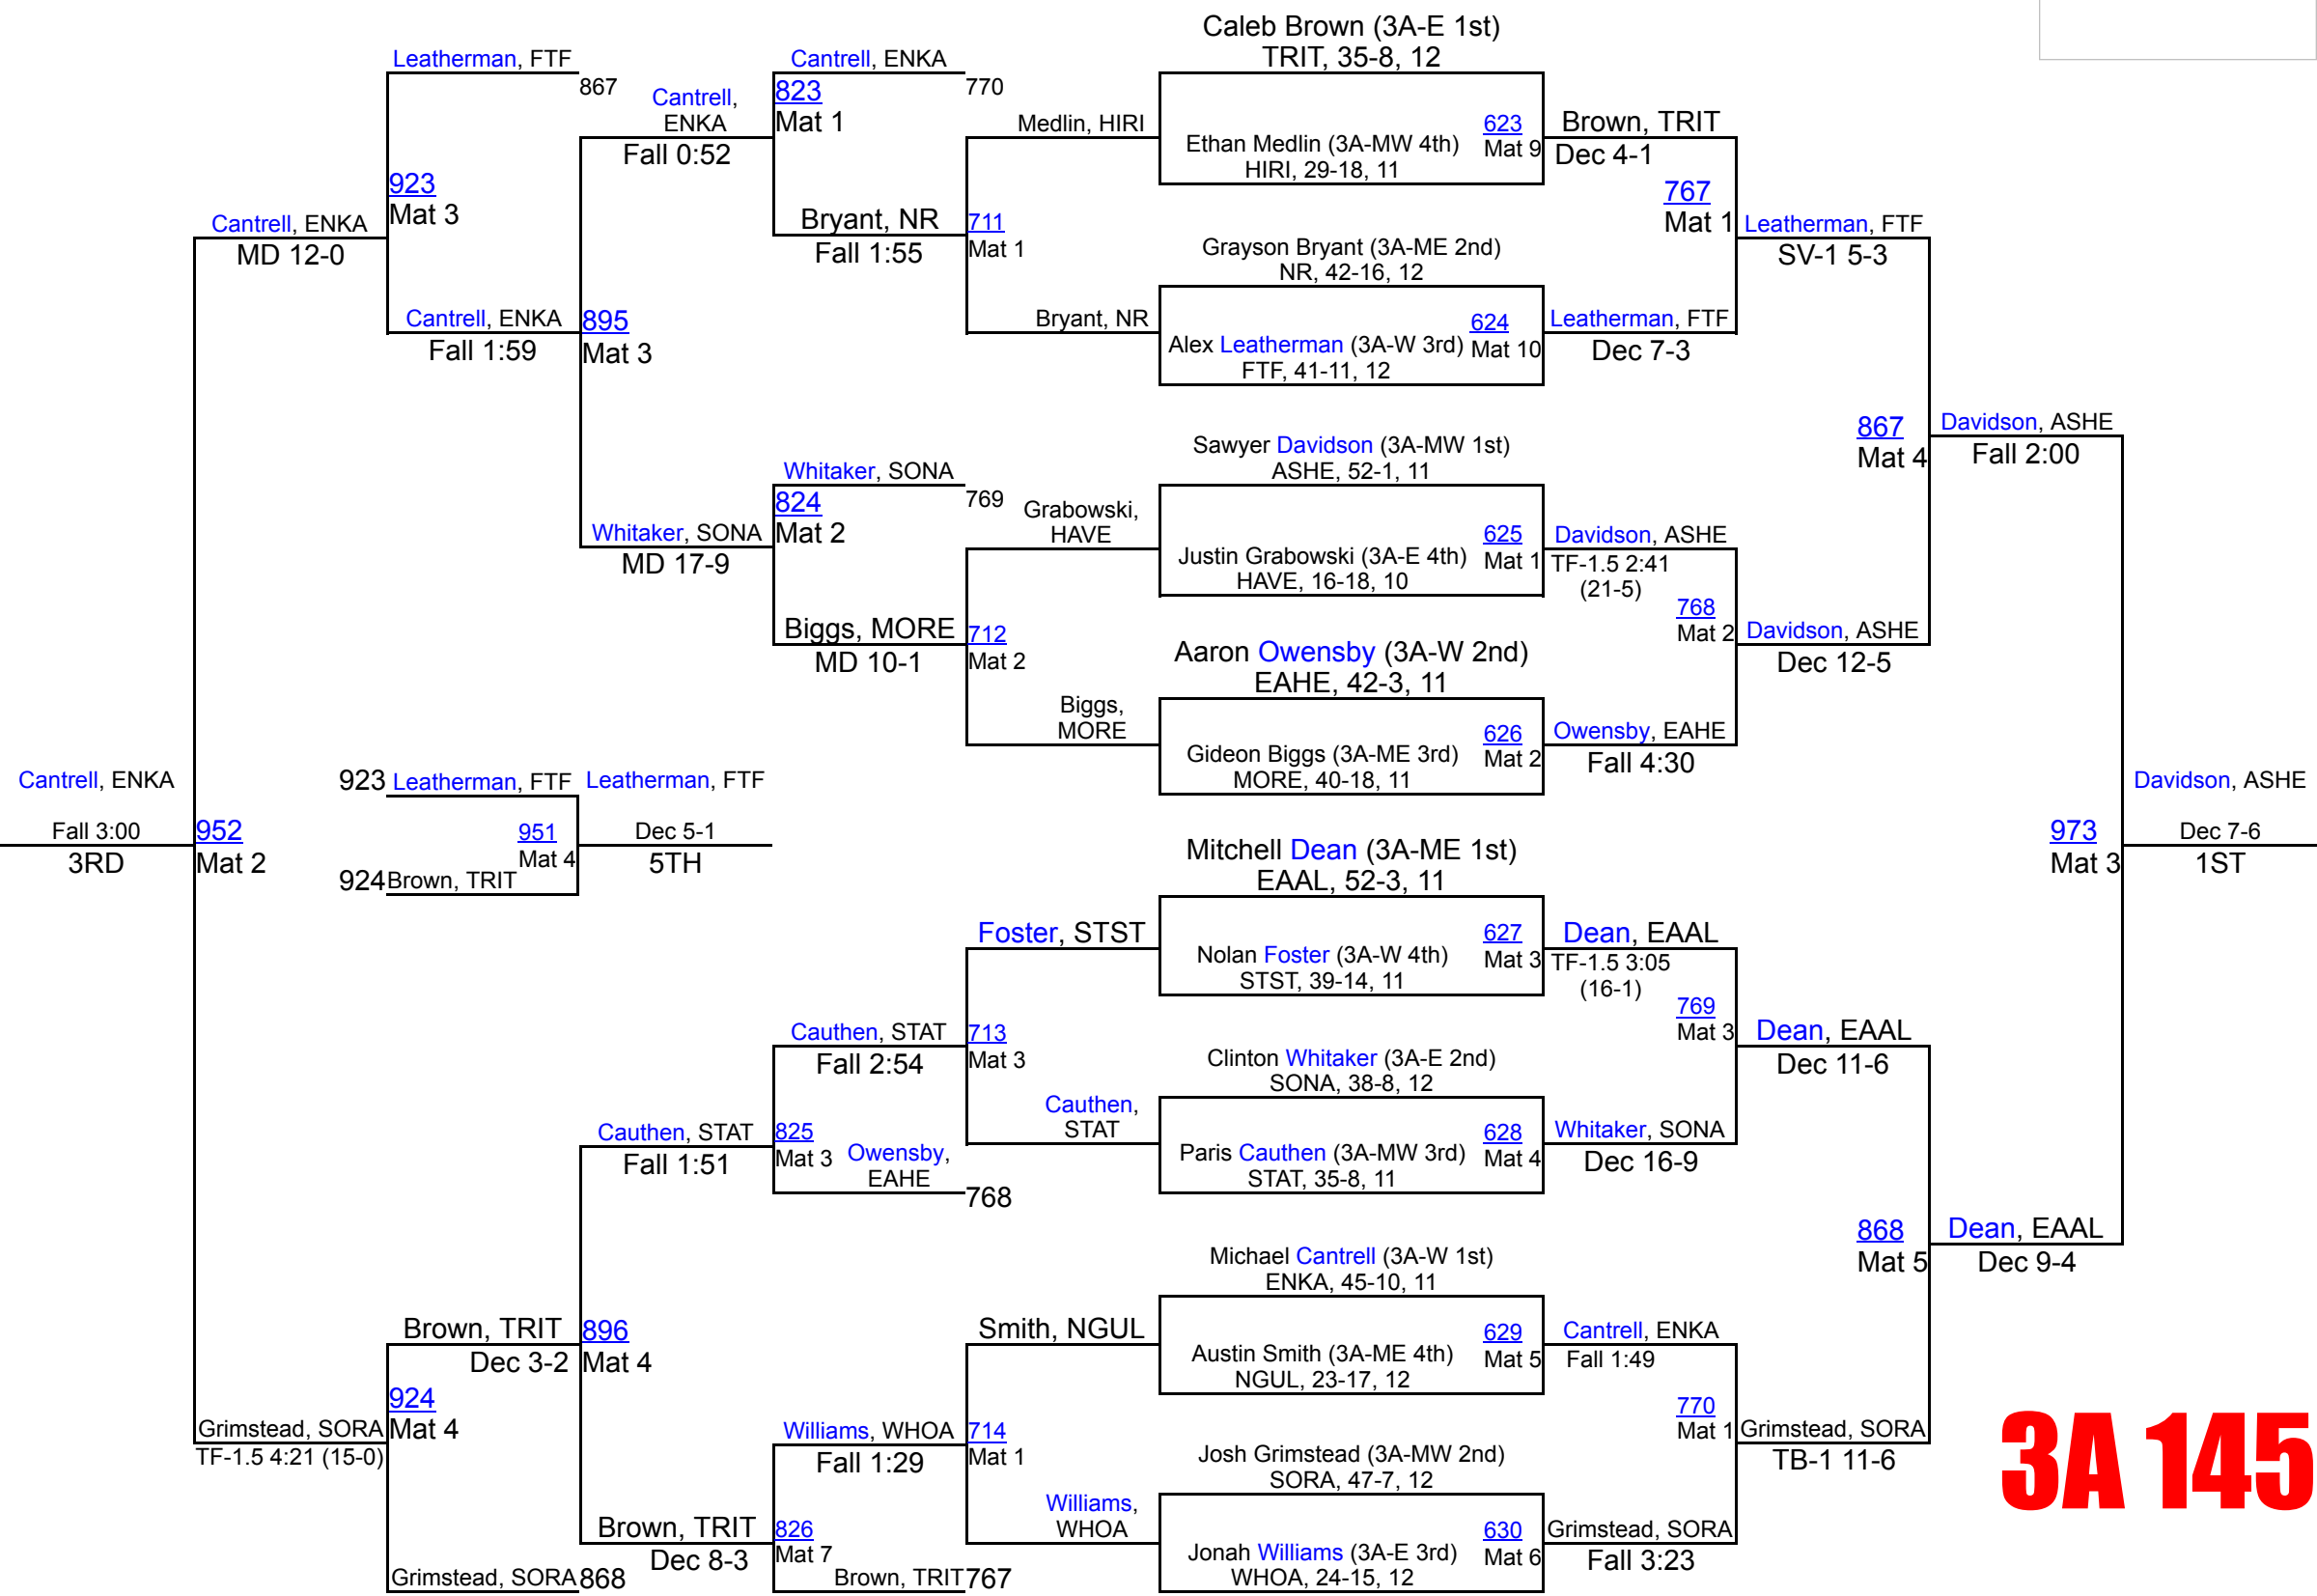 Caleb Brown (3A-E 1st)
TRIT, 35-8, 12
Leatherman, FTF
867
Cantrell,
ENKA
Fall 0:52
Cantrell, ENKA
770
823
Mat 1
Medlin, HIRI
Ethan Medlin (3A-MW 4th)
HIRI, 29-18, 11
623
Mat 9
Brown, TRIT
Dec 4-1
923
Mat 3
767
Mat 1
Cantrell, ENKA
MD 12-0
Bryant, NR
Fall 1:55
711
Mat 1
Grayson Bryant (3A-ME 2nd)
NR, 42-16, 12
Leatherman, FTF
SV-1 5-3
Cantrell, ENKA
Fall 1:59
895
Mat 3
Bryant, NR
Alex Leatherman (3A-W 3rd)
FTF, 41-11, 12
624
Mat 10
Leatherman, FTF
Dec 7-3
867
Mat 4
Davidson, ASHE
Fall 2:00
Sawyer Davidson (3A-MW 1st)
ASHE, 52-1, 11
Whitaker, SONA
769
824
Mat 2
Grabowski,
HAVE
Whitaker, SONA
MD 17-9
Justin Grabowski (3A-E 4th)
HAVE, 16-18, 10
625
Mat 1
Davidson, ASHE
TF-1.5 2:41
(21-5)
768
Mat 2
Davidson, ASHE
Dec 12-5
Biggs, MORE
MD 10-1
712
Mat 2
Aaron Owensby (3A-W 2nd)
EAHE, 42-3, 11
Biggs,
MORE
Gideon Biggs (3A-ME 3rd)
MORE, 40-18, 11
626
Mat 2
Owensby, EAHE
Fall 4:30
Cantrell, ENKA
Fall 3:00
3RD
952
Mat 2
923
Leatherman, FTF
924
Brown, TRIT
951
Mat 4
Leatherman, FTF
Dec 5-1
5TH
973
Mat 3
Davidson, ASHE
Dec 7-6
1ST
Mitchell Dean (3A-ME 1st)
EAAL, 52-3, 11
Foster, STST
Nolan Foster (3A-W 4th)
STST, 39-14, 11
627
Mat 3
Dean, EAAL
TF-1.5 3:05
(16-1)
769
Mat 3
Dean, EAAL
Dec 11-6
Cauthen, STAT
Fall 2:54
713
Mat 3
Clinton Whitaker (3A-E 2nd)
SONA, 38-8, 12
Cauthen,
STAT
Paris Cauthen (3A-MW 3rd)
STAT, 35-8, 11
628
Mat 4
Whitaker, SONA
Dec 16-9
Cauthen, STAT
Fall 1:51
825
Mat 3
Owensby,
EAHE
768
868
Mat 5
Dean, EAAL
Dec 9-4
Michael Cantrell (3A-W 1st)
ENKA, 45-10, 11
Brown, TRIT
Dec 3-2
896
Mat 4
Smith, NGUL
Austin Smith (3A-ME 4th)
NGUL, 23-17, 12
629
Mat 5
Cantrell, ENKA
Fall 1:49
924
Mat 4
Grimstead, SORA
TF-1.5 4:21 (15-0)
Williams, WHOA
Fall 1:29
714
Mat 1
Josh Grimstead (3A-MW 2nd)
SORA, 47-7, 12
770
Mat 1
Grimstead, SORA
TB-1 11-6
3A 145
Williams,
WHOA
Jonah Williams (3A-E 3rd)
WHOA, 24-15, 12
630
Mat 6
Grimstead, SORA
Fall 3:23
Brown, TRIT
Dec 8-3
826
Mat 7
Brown, TRIT
767
Grimstead, SORA
868